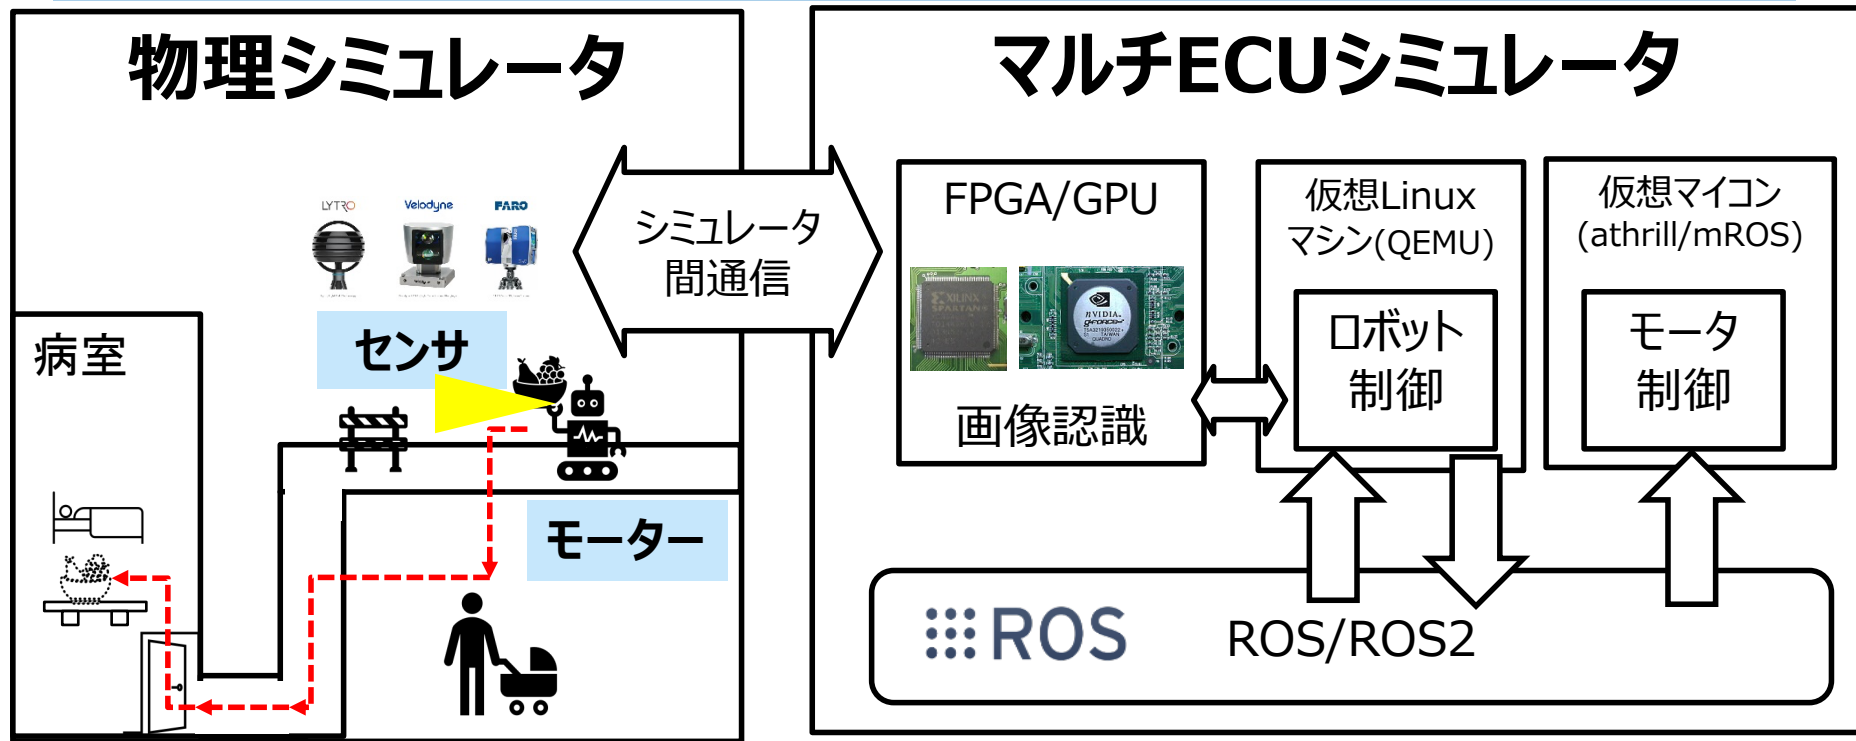 物理シミュレータ
LYTRO
Velodyne
FARO
センサ
病室
モーター
シミュレータ
間通信
マルチECUシミュレータ
FPGA/GPU
XILINX
SPARTAN
nVIDIA.
QUADRO
画像認識
仮想Linux
マシン(QEMU)
ロボット
制御
仮想マイコン
(athrill/mROS)
モータ
制御
ROS
ROS/ROS2